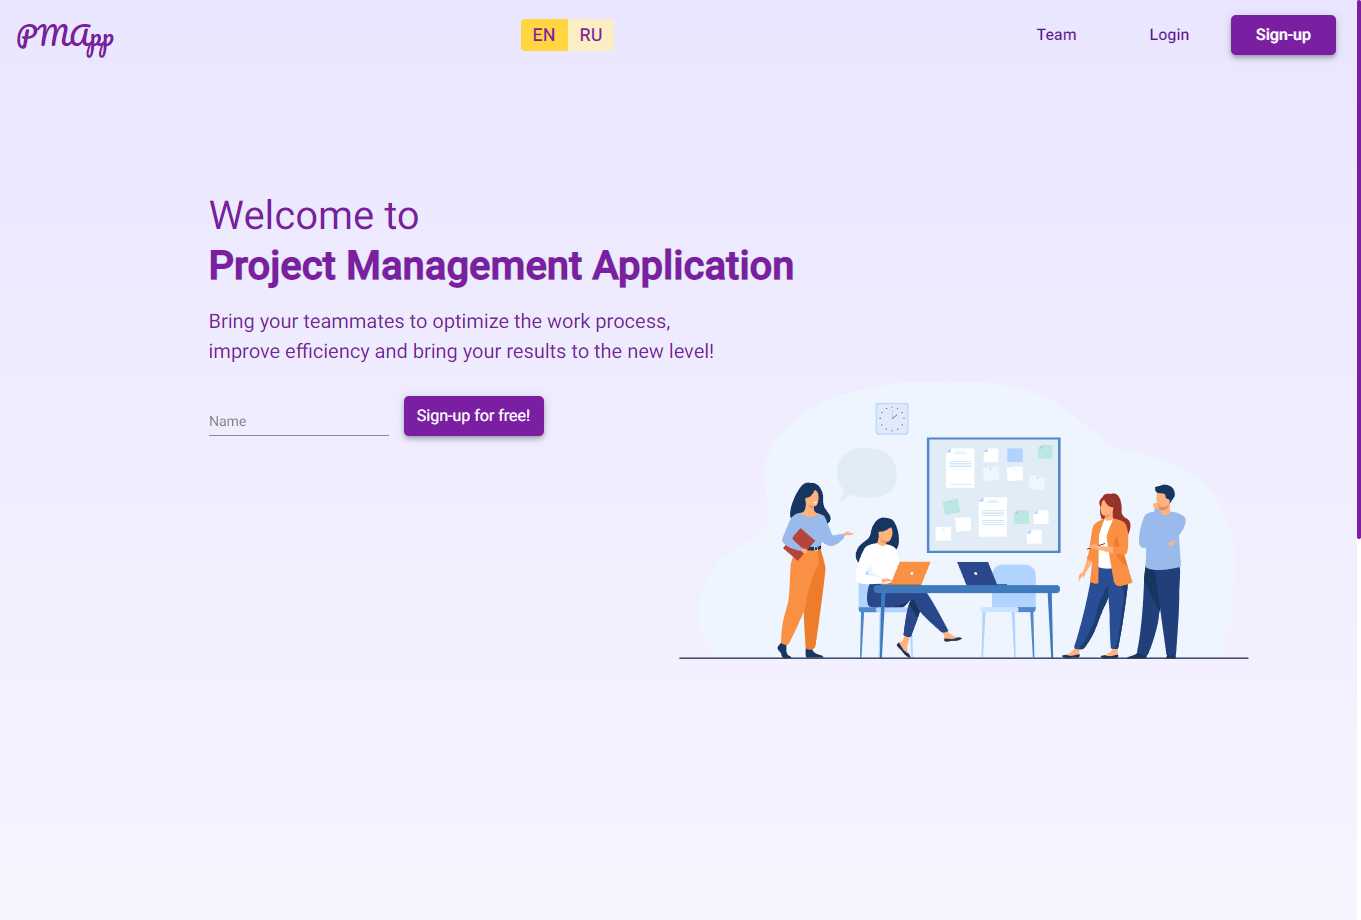 PMApp
EN RU
Team Login Sign-up
Welcome to
Project Management Application
Bring your teammates to optimize the work process,
improve efficiency and bring your results to the new level!
Name
Sign-up for free!